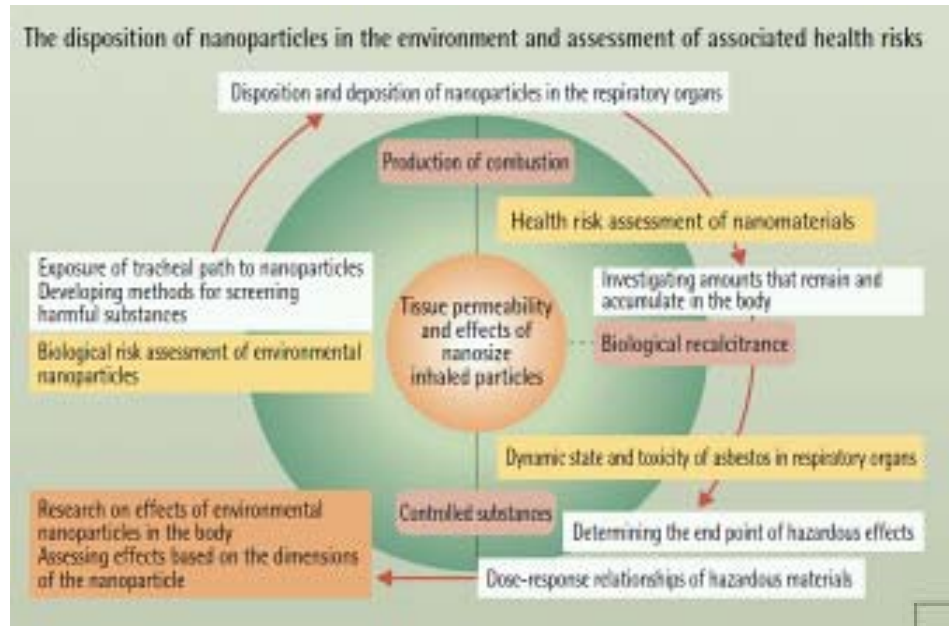 The disposition of nanoparticles in the environment and assessment of associated health risks
Disposition and deposition of nanoparticles in the respiratory organs
Production of combustion
Health risk assessment of nanomaterials
Exposure of tracheal path to nanoparticles
Developing methods for screening
harmful substances
Biological risk assessment of environmental
nanoparticles
Tissue permeability
and effects of
nanosize
inhaled particles
Investigating amounts that remain and
accumulate in the body
Biological recalcitrance
Dynamic state and toxicity of asbestos in respiratory organs
Controlled substances
Determining the end point of hazardous effects
Dose-response relationships of hazardous materials
Research on effects of environmental
nanoparticles in the body
Assessing effects based on the dimensions
of the nanoparticle